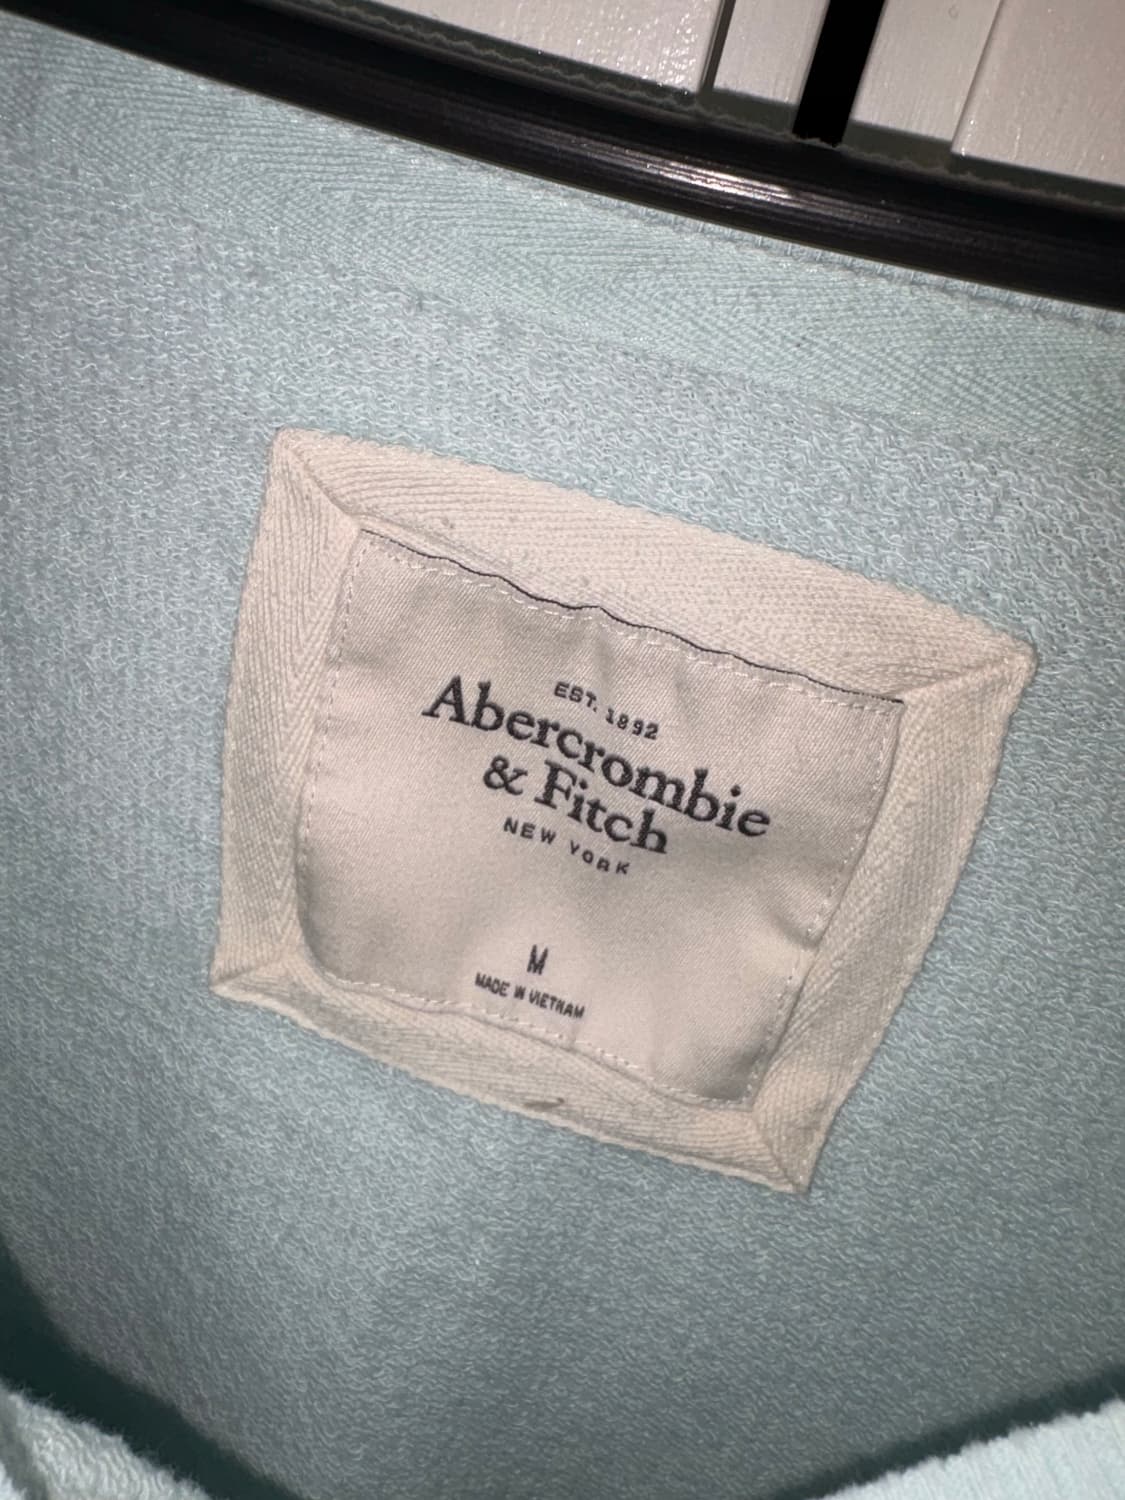 EST. 1892
Abercrombie
& Fitch
NEW YORK
M
MADE IN VIETNAM